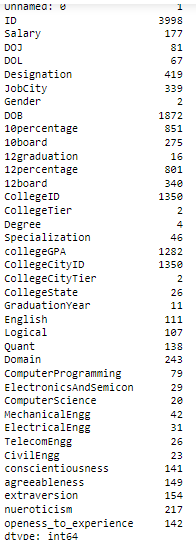 Unnamed: 0 1
ID 3998
Salary 177
DOJ 81
DOL 67
Designation 419
JobCity 339
Gender 2
DOB 1872
10percentage 851
10board 275
12graduation 16
12percentage 801
12board 340
CollegeID 1350
CollegeTier 2
Degree 4
Specialization 46
collegeGPA 1282
CollegeCityID 1350
CollegeCityTier 2
CollegeState 26
GraduationYear 11
English 111
Logical 107
Quant 138
Domain 243
ComputerProgramming 79
ElectronicsAndSemicon 29
ComputerScience 20
MechanicalEngg 42
ElectricalEngg 31
TelecomEngg 26
CivilEngg 23
conscientiousness 141
agreeableness 149
extraversion 154
nueroticism 217
openess_to_experience 142
dtype: int64